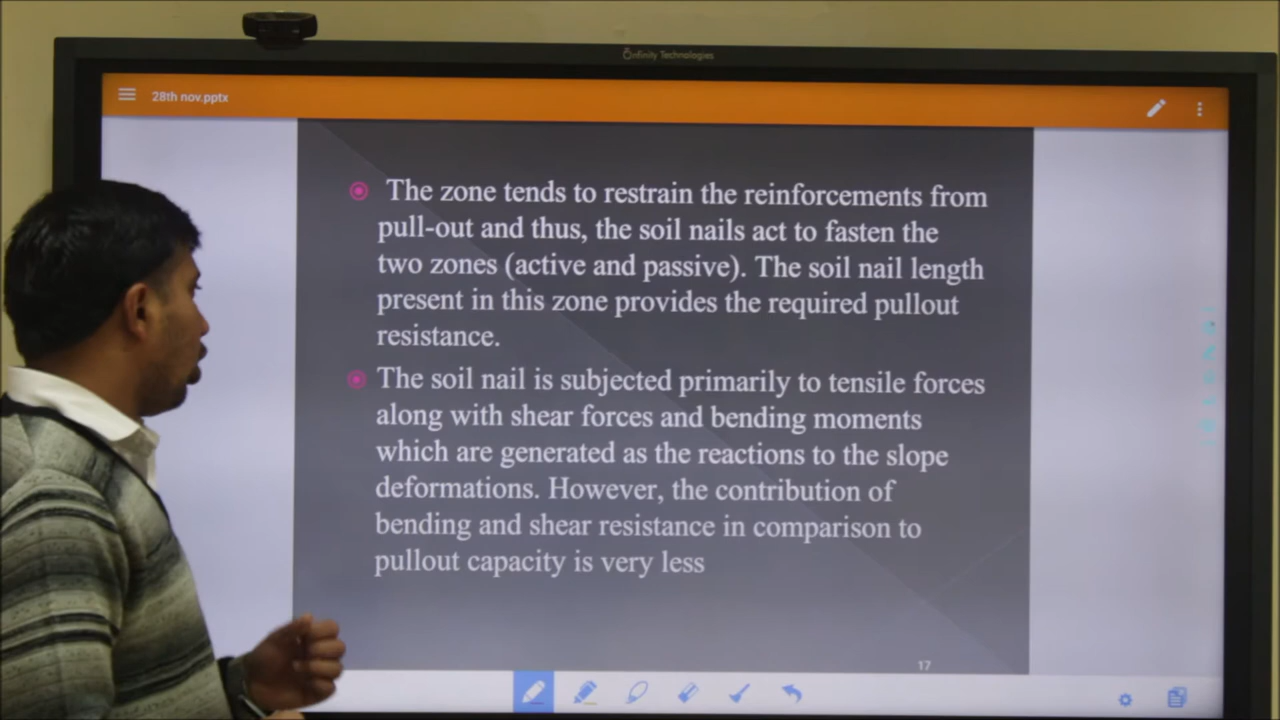 Infinity Technologies
28th nov.pptx
The zone tends to restrain the reinforcements from
pull-out and thus, the soil nails act to fasten the
two zones (active and passive). The soil nail length
present in this zone provides the required pullout
resistance.
The soil nail is subjected primarily to tensile forces
along with shear forces and bending moments
which are generated as the reactions to the slope
deformations. However, the contribution of
bending and shear resistance in comparison to
pullout capacity is very less
17